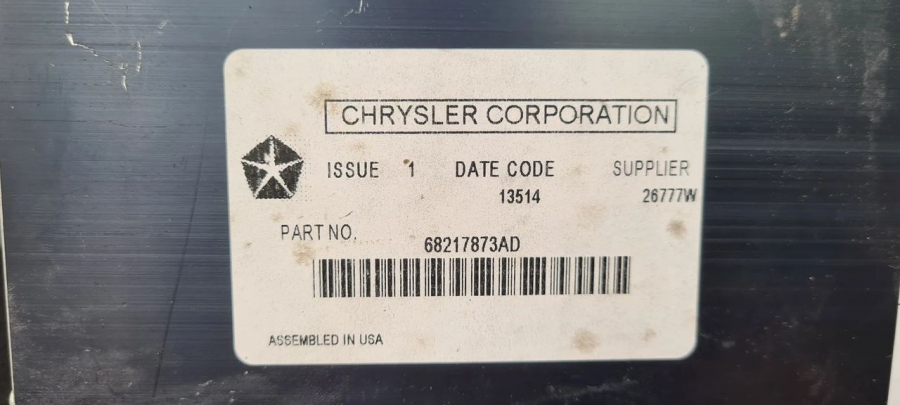 CHRYSLER CORPORATION
ISSUE 1 DATE CODE SUPPLIER
13514 26777W
PART NO. 68217873AD
ASSEMBLED IN USA